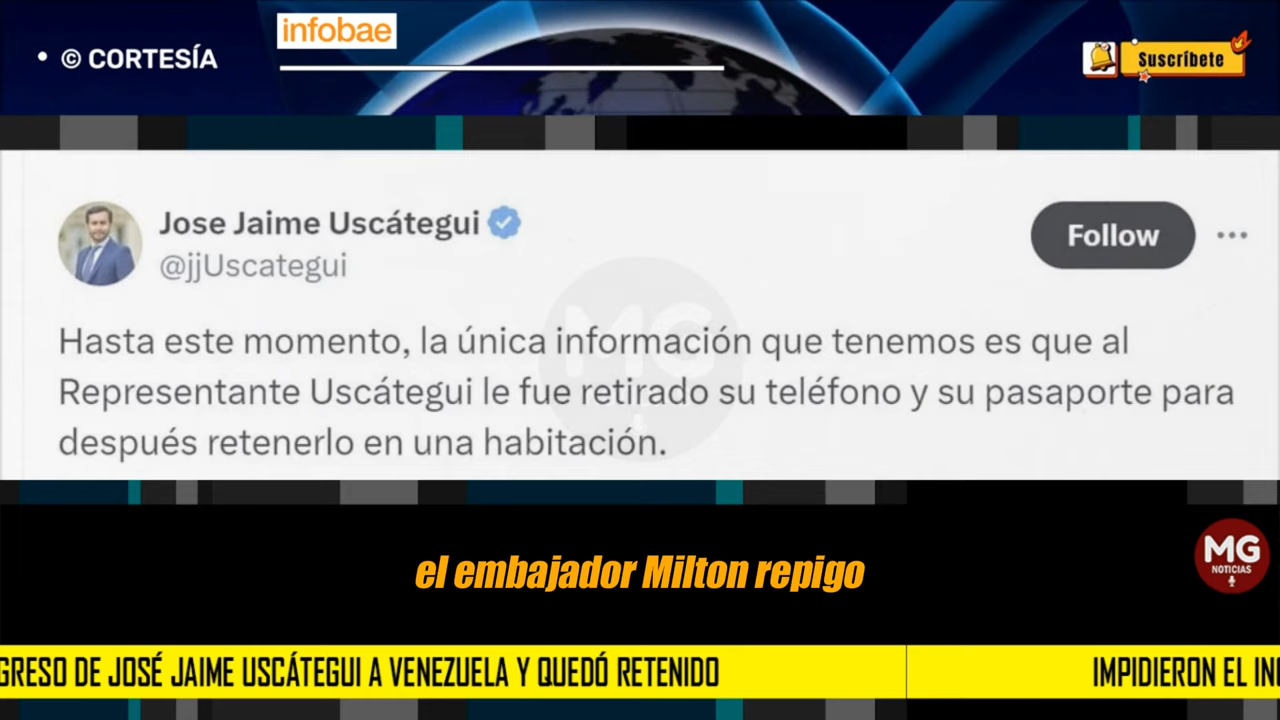 • © CORTESÍA
infobae
Suscríbete
Jose Jaime Uscátegui
@jjUscategui
Follow
Hasta este momento, la única información que tenemos es que al
Representante Uscátegui le fue retirado su teléfono y su pasaporte para
después retenerlo en una habitación.
MG
el embajador Milton repigo
MG
NOTICIAS
GRESO DE JOSÉ JAIME USCÁTEGUI A VENEZUELA Y QUEDÓ RETENIDO
IMPIDIERON EL IN